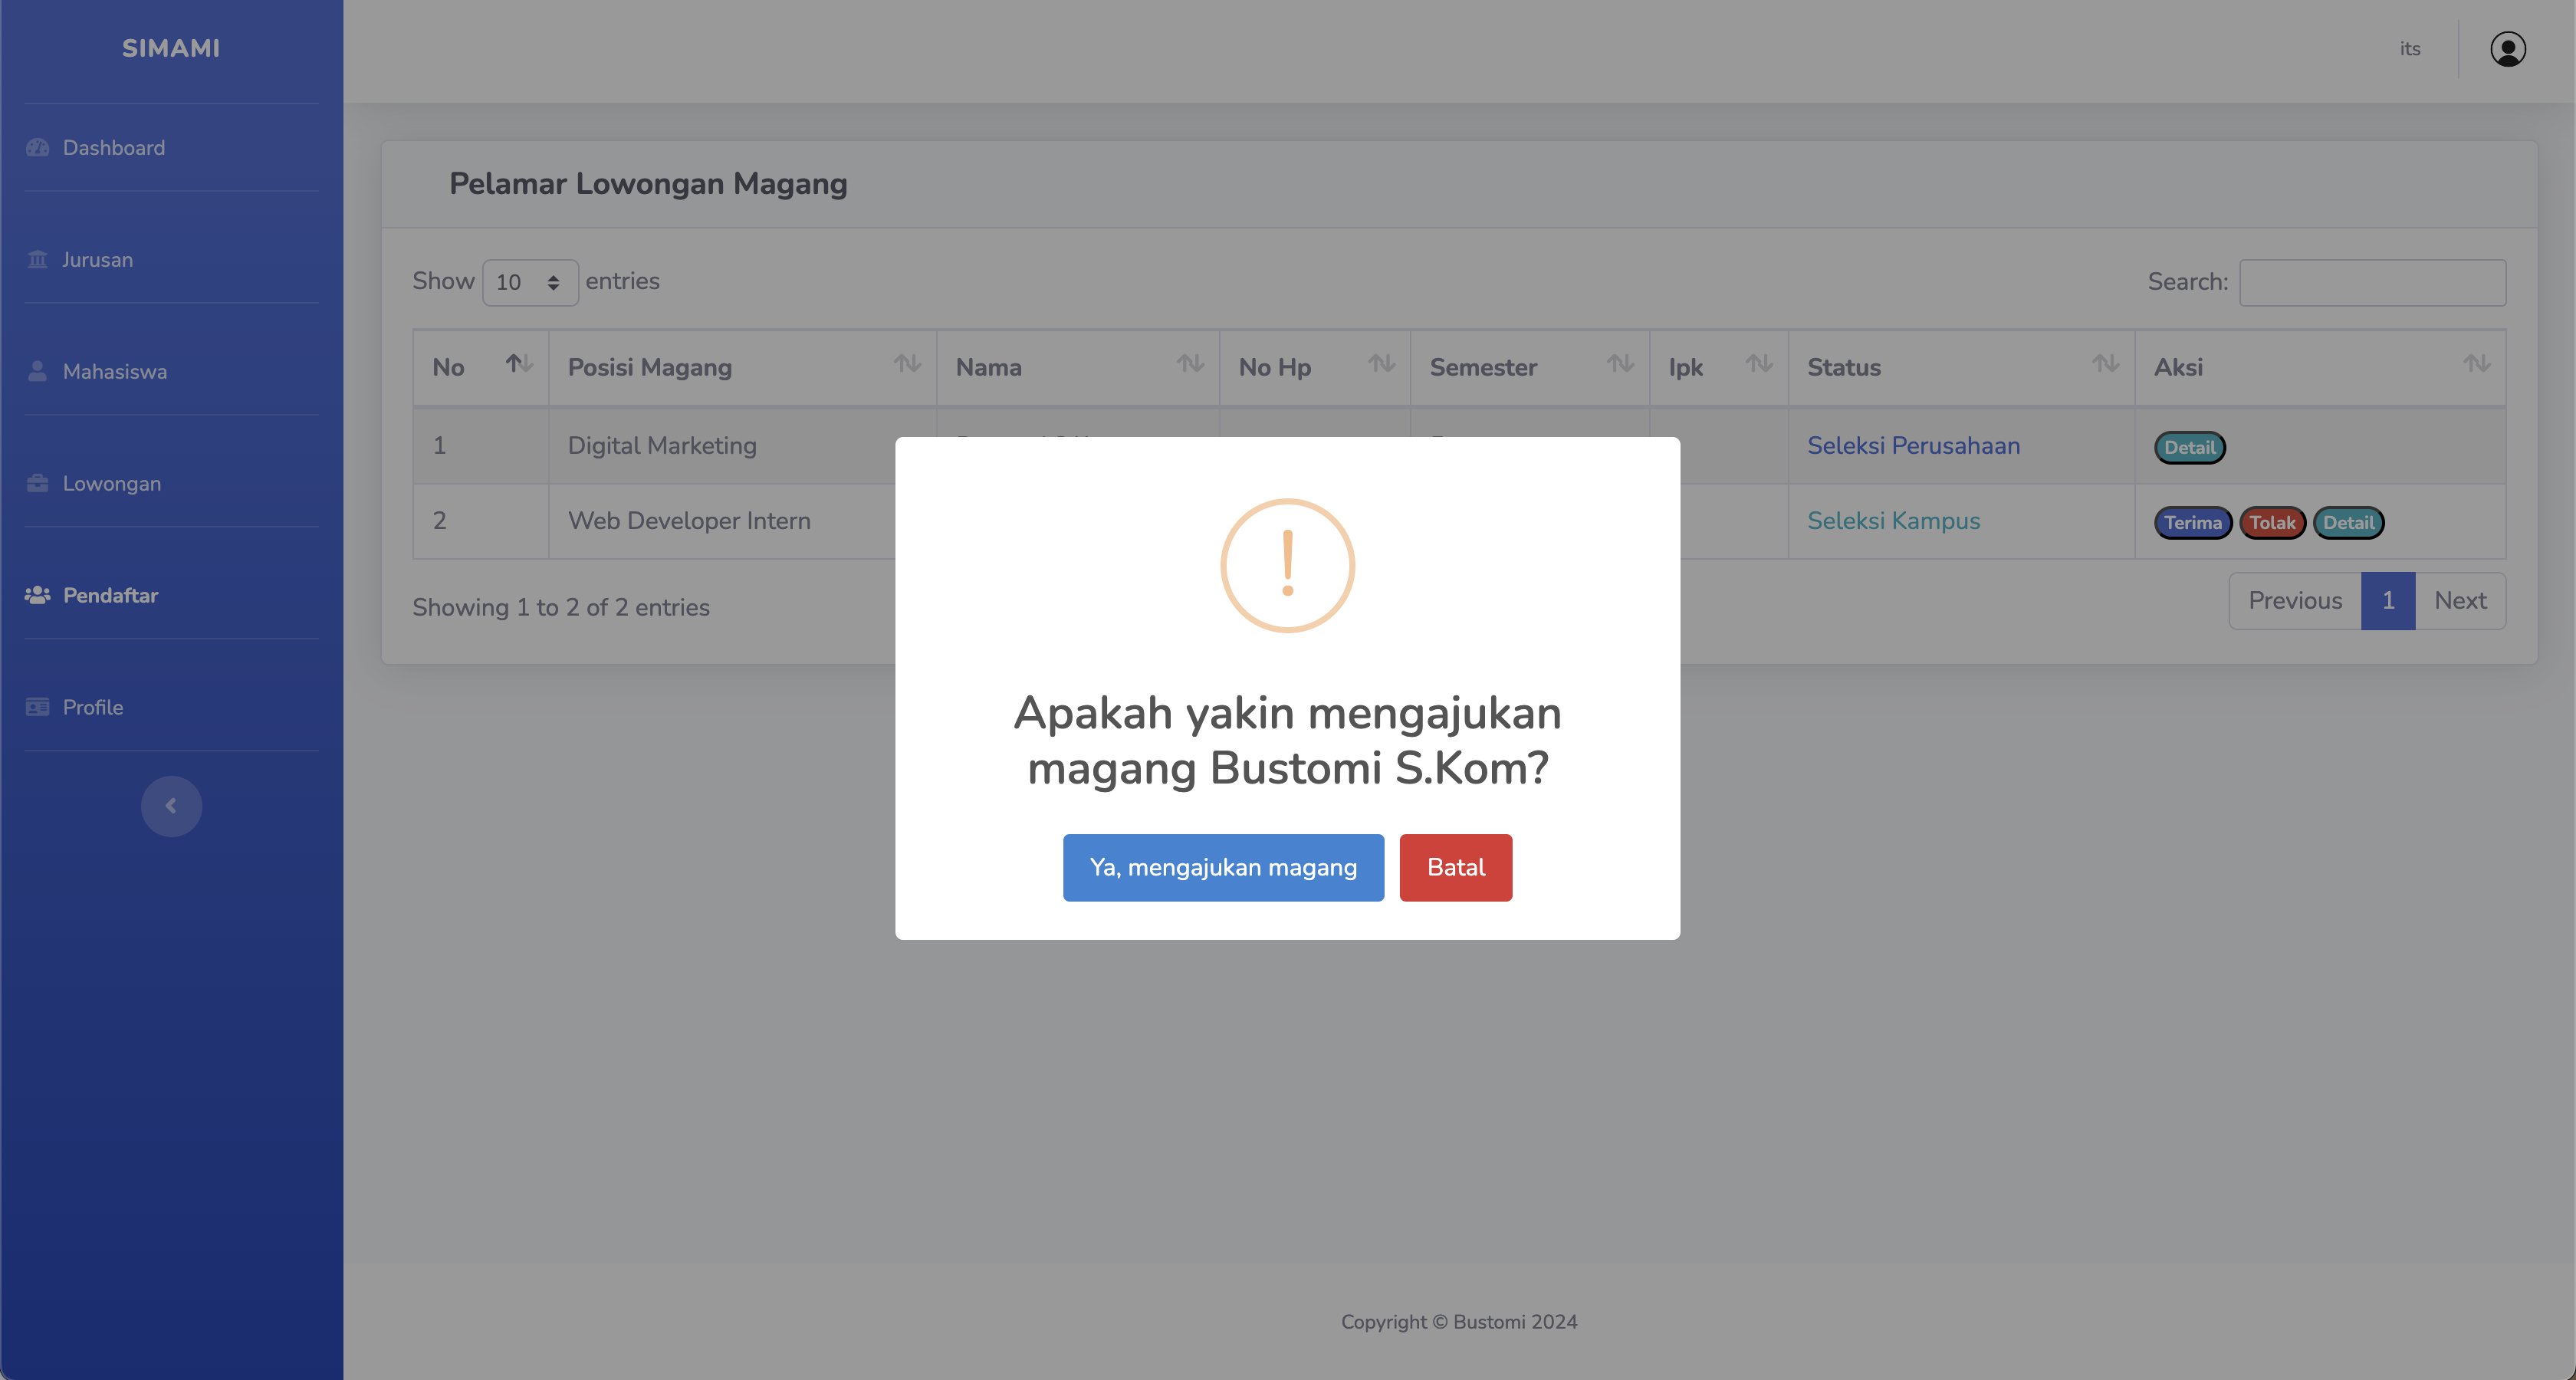 SIMAMI
its
Dashboard
Jurusan
Mahasiswa
Lowongan
Pendaftar
Profile
Pelamar Lowongan Magang
Show 10 entries
Search:
No Posisi Magang Nama No Hp Semester Ipk Status Aksi
1 Digital Marketing Seleksi Perusahaan Detail
2 Web Developer Intern Seleksi Kampus Terima Tolak Detail
Showing 1 to 2 of 2 entries
Previous 1 Next
!
Apakah yakin mengajukan
magang Bustomi S.Kom?
Ya, mengajukan magang Batal
Copyright © Bustomi 2024